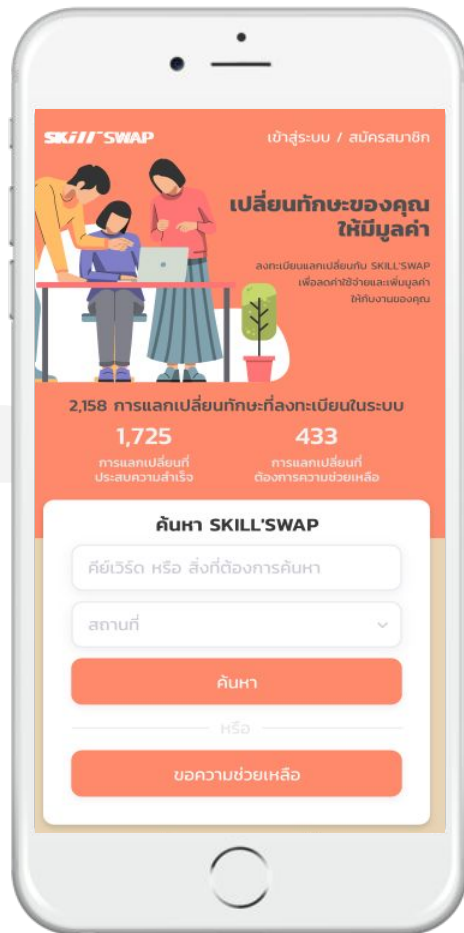 SKill'SWAP
เข้าสู่ระบบ / สมัครสมาชิก
เปลี่ยนทักษะของคุณ
ให้มีมูลค่า
ลงทะเบียนแลกเปลี่ยนกับ SKILL'SWAP
เพื่อลดค่าใช้จ่ายและเพิ่มมูลค่า
ให้กับงานของคุณ
2,158 การแลกเปลี่ยนทักษะที่ลงทะเบียนในระบบ
1,725 433
การแลกเปลี่ยนที่ การแลกเปลี่ยนที่
ประสบความสำเร็จ ต้องการความช่วยเหลือ
ค้นหา SKILL'SWAP
คีย์เวิร์ด หรือ สิ่งที่ต้องการค้นหา
สถานที่
ค้นหา
หรือ
ขอความช่วยเหลือ